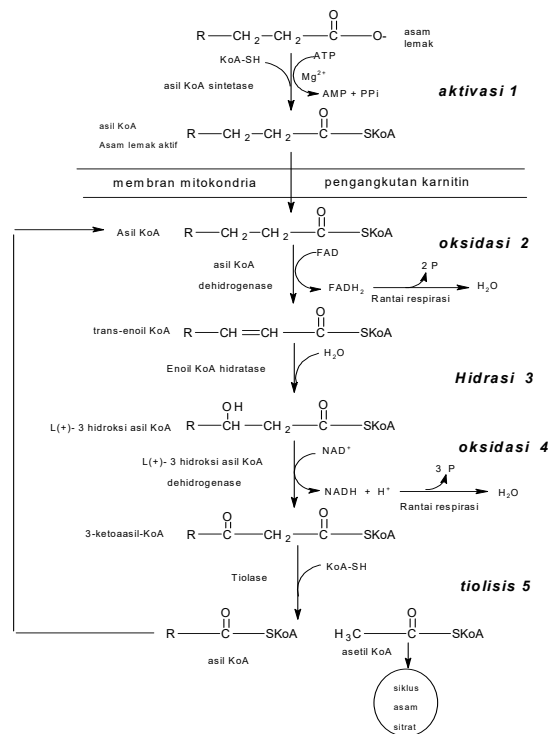 O
R—CH2—CH2—C—O-
asam
lemak
KoA-SH
ATP
Mg2+
asil KoA sintetase
AMP + PPi
aktivasi 1
asil KoA
Asam lemak aktif
O
R—CH2—CH2—C—SKoA
membran mitokondria
pengangkutan karnitin
O
Asil KoA
R—CH2—CH2—C—SKoA
oksidasi 2
asil KoA
dehidrogenase
FAD
FADH2
2 P
Rantai respirasi
H2O
O
trans-enoil KoA
R—CH=CH—C—SKoA
H2O
Enoil KoA hidratase
Hidrasi 3
OH
O
L(+)- 3 hidroksi asil KoA
R—CH—CH2—C—SKoA
oksidasi 4
NAD+
L(+)- 3 hidroksi asil KoA
dehidrogenase
3 P
NADH + H+
Rantai respirasi
H2O
O
O
3-ketoaasil-KoA
R—C—CH2—C—SKoA
KoA-SH
Tiolase
tiolisis 5
O
R—C—SKoA
asil KoA
O
H3C—C—SKoA
asetil KoA
siklus
asam
sitrat